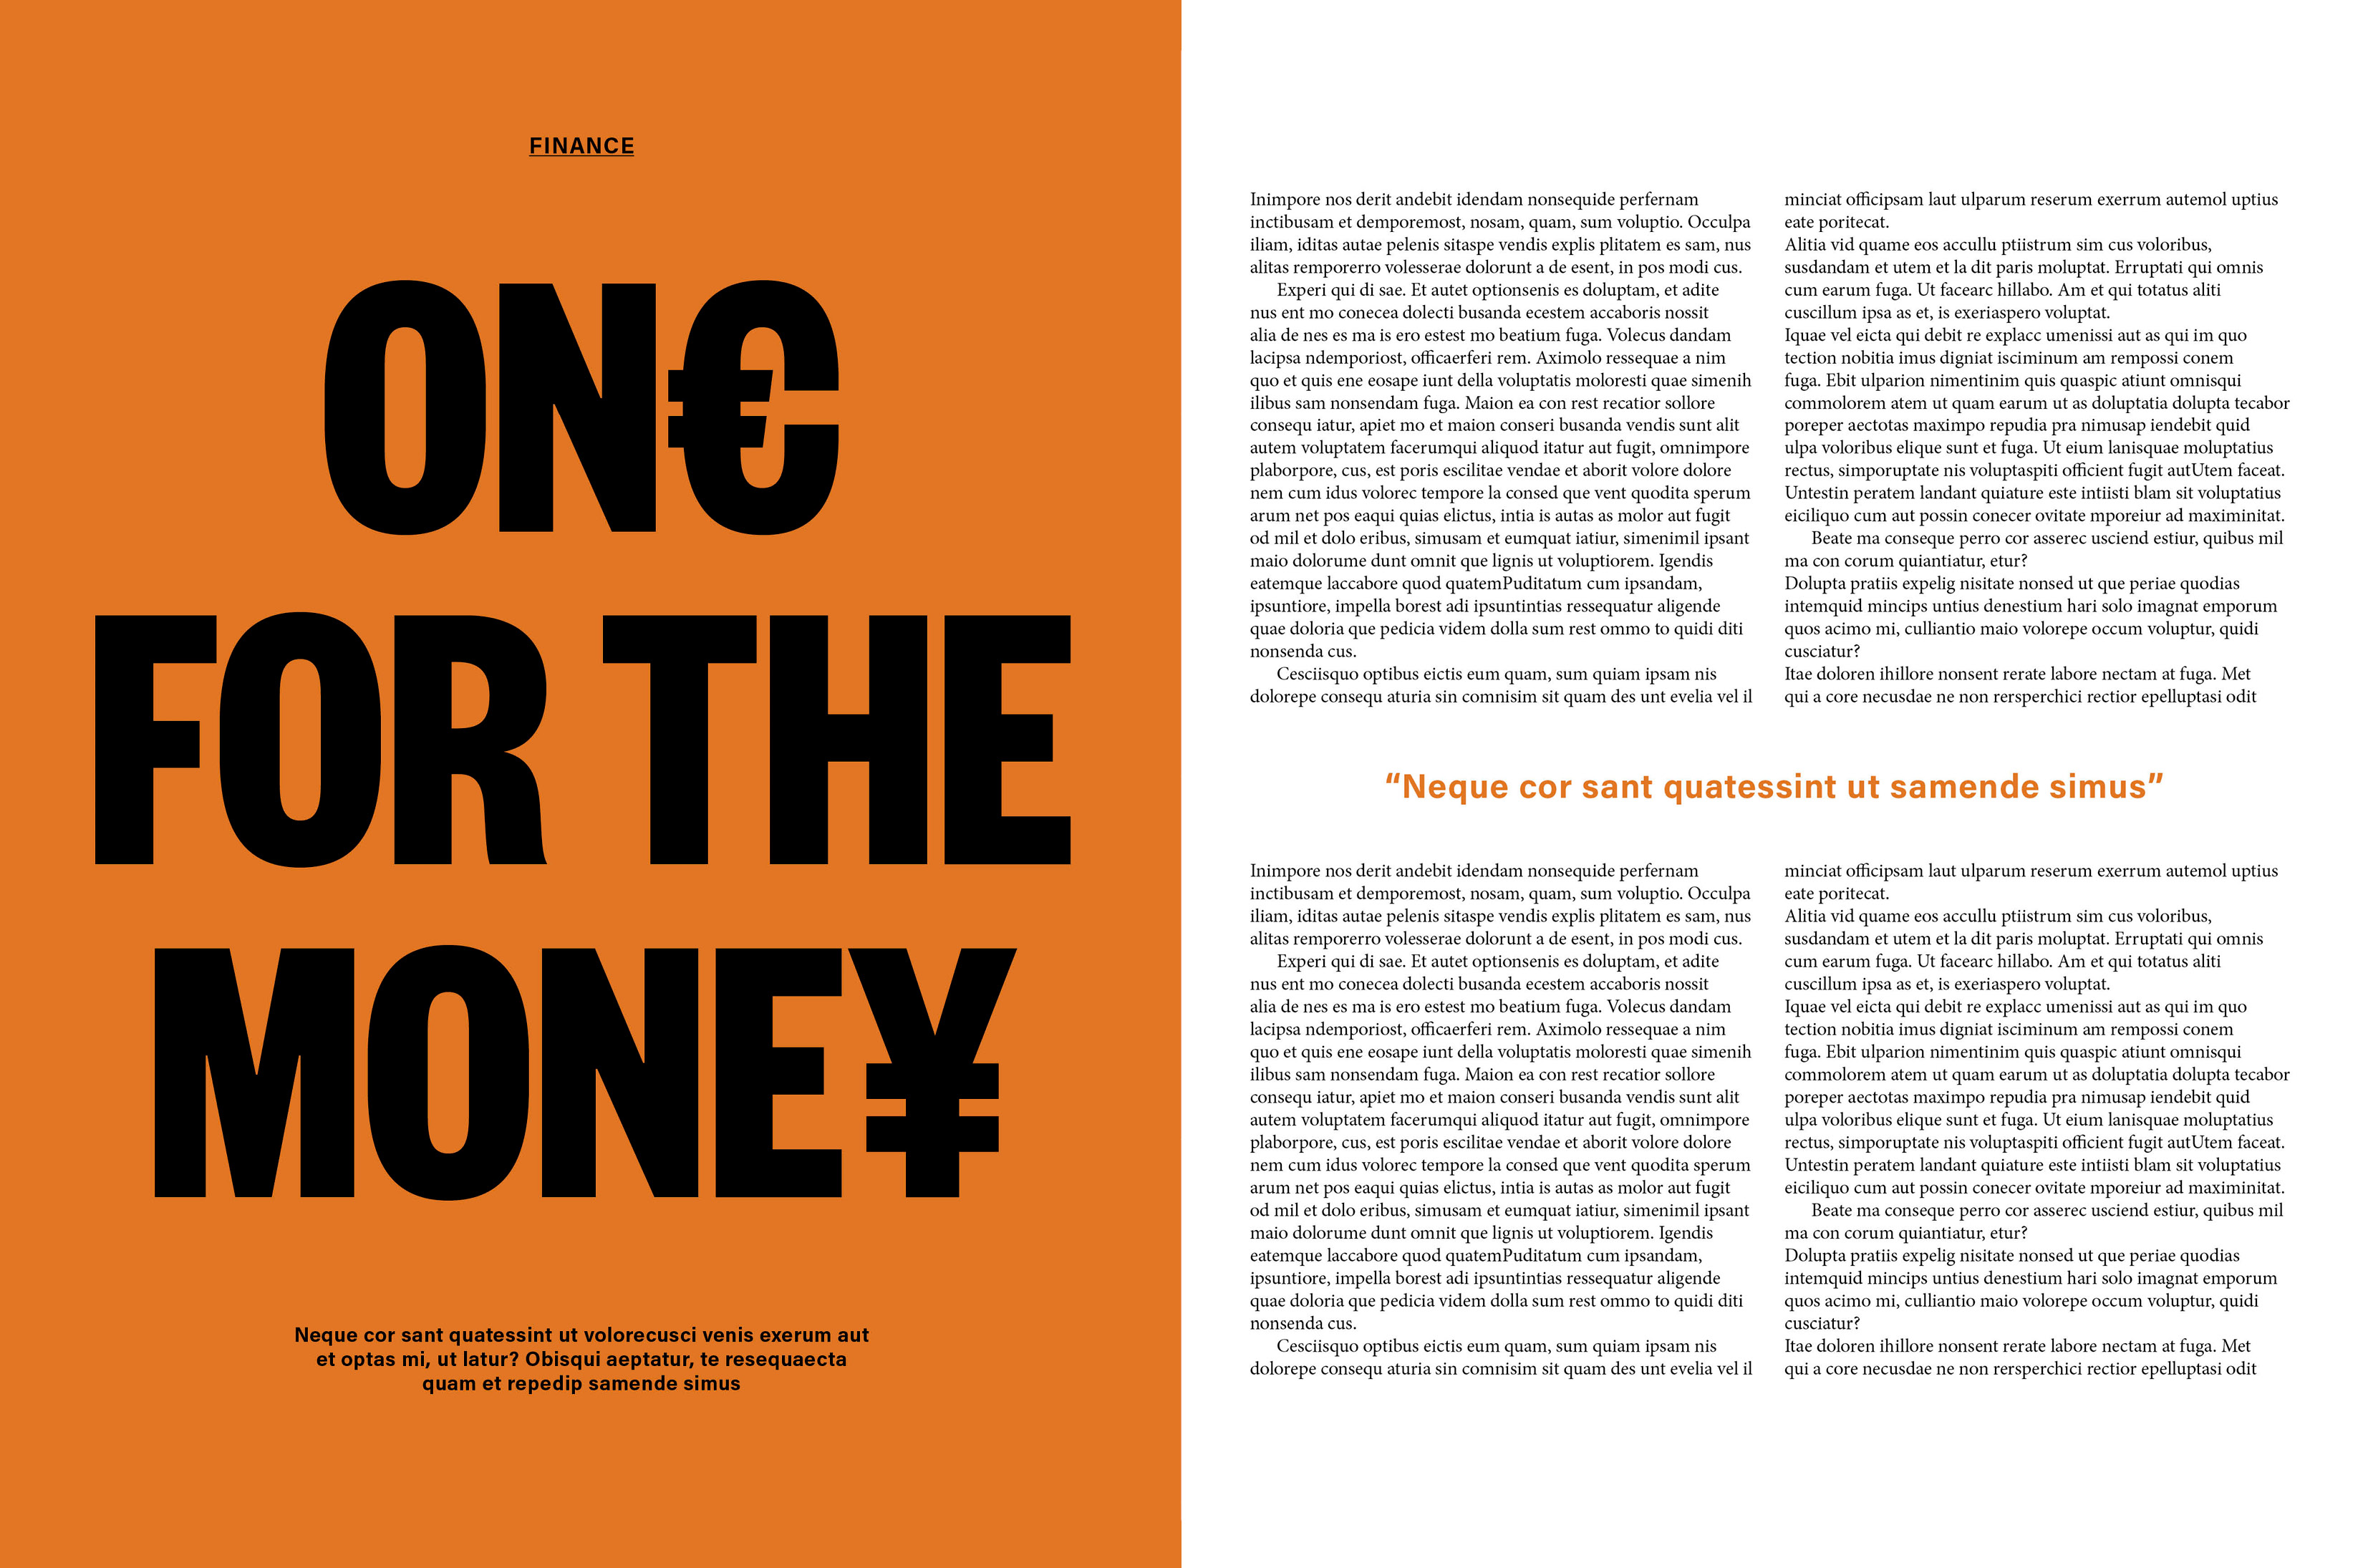 FINANCE
ON€
FOR THE
MONE¥
Neque cor sant quatessint ut volorecusci venis exerum aut
et optas mi, ut latur? Obisqui aeptatur, te resequaecta
quam et repedip samende simus
Inimpore nos derit andebit idendam nonsequide perfernam
inctibusam et demporemost, nosam, quam, sum voluptio. Occulpa
iliam, iditas autae pelenis sitaspe vendis explis plitatem es sam, nus
alitas remporerro volesserae dolorunt a de esent, in pos modi cus.
Experi qui di sae. Et autet optionsenis es doluptam, et adite
nus ent mo conecea dolecti busanda ecestem accaboris nossit
alia de nes es ma is ero estest mo beatium fuga. Volecus dandam
lacipsa ndemporiost, officaerferi rem. Aximolo ressequae a nim
quo et quis ene eosape iunt della voluptatis moloresti quae simenih
ilibus sam nonsendam fuga. Maion ea con rest recatior sollore
consequ iatur, apiet mo et maion conseri busanda vendis sunt alit
autem voluptatem facerumqui aliquod itatur aut fugit, omnimpore
plaborpore, cus, est poris escilitae vendae et aborit volore dolore
nem cum idus volorec tempore la consed que vent quodita sperum
arum net pos eaqui quias elictus, intia is autas as molor aut fugit
od mil et dolo eribus, simusam et eumquat iatiur, simenimil ipsant
maio dolorume dunt omnit que lignis ut voluptiorem. Igendis
eatemque laccabore quod quatemPuditatum cum ipsandam,
ipsuntiore, impella borest adi ipsuntintias ressequatur aligende
quae doloria que pedicia videm dolla sum rest ommo to quidi diti
nonsenda cus.
Cesciisquo optibus eictis eum quam, sum quiam ipsam nis
dolorepe consequ aturia sin comnisim sit quam des unt evelia vel il
minciat officipsam laut ulparum reserum exerrum autemol uptius
eate poritecat.
Alitia vid quame eos accullu ptiistrum sim cus voloribus,
susdandam et utem et la dit paris moluptat. Erruptati qui omnis
cum earum fuga. Ut facearc hillabo. Am et qui totatus aliti
cuscillum ipsa as et, is exeriaspero voluptat.
Iquae vel eicta qui debit re explacc umenissi aut as qui im quo
tection nobitia imus digniat isciminum am rempossi conem
fuga. Ebit ulparion nimentinim quis quaspic atiunt omnisqui
commolorem atem ut quam earum ut as doluptatia dolupta tecabor
poreper aectotas maximpo repudia pra nimusap iendebit quid
ulpa voloribus elique sunt et fuga. Ut eium lanisquae moluptatius
rectus, simporuptate nis voluptaspiti officient fugit autUtem faceat.
Untestin peratem landant quiature este intiisti blam sit voluptatius
eiciliquo cum aut possin conecer ovitate mporeiur ad maximinitat.
Beate ma conseque perro cor asserec usciend estiur, quibus mil
ma con corum quiantiatur, etur?
Dolupta pratiis expelig nisitate nonsed ut que periae quodias
intemquid mincips untius denestium hari solo imagnat emporum
quos acimo mi, culliantio maio volorepe occum voluptur, quidi
cusciatur?
Itae doloren ihillore nonsent rerate labore nectam at fuga. Met
qui a core necusdae ne non rersperchici rectior epelluptasi odit
“Neque cor sant quatessint ut samende simus”
Inimpore nos derit andebit idendam nonsequide perfernam
inctibusam et demporemost, nosam, quam, sum voluptio. Occulpa
iliam, iditas autae pelenis sitaspe vendis explis plitatem es sam, nus
alitas remporerro volesserae dolorunt a de esent, in pos modi cus.
Experi qui di sae. Et autet optionsenis es doluptam, et adite
nus ent mo conecea dolecti busanda ecestem accaboris nossit
alia de nes es ma is ero estest mo beatium fuga. Volecus dandam
lacipsa ndemporiost, officaerferi rem. Aximolo ressequae a nim
quo et quis ene eosape iunt della voluptatis moloresti quae simenih
ilibus sam nonsendam fuga. Maion ea con rest recatior sollore
consequ iatur, apiet mo et maion conseri busanda vendis sunt alit
autem voluptatem facerumqui aliquod itatur aut fugit, omnimpore
plaborpore, cus, est poris escilitae vendae et aborit volore dolore
nem cum idus volorec tempore la consed que vent quodita sperum
arum net pos eaqui quias elictus, intia is autas as molor aut fugit
od mil et dolo eribus, simusam et eumquat iatiur, simenimil ipsant
maio dolorume dunt omnit que lignis ut voluptiorem. Igendis
eatemque laccabore quod quatemPuditatum cum ipsandam,
ipsuntiore, impella borest adi ipsuntintias ressequatur aligende
quae doloria que pedicia videm dolla sum rest ommo to quidi diti
nonsenda cus.
Cesciisquo optibus eictis eum quam, sum quiam ipsam nis
dolorepe consequ aturia sin comnisim sit quam des unt evelia vel il
minciat officipsam laut ulparum reserum exerrum autemol uptius
eate poritecat.
Alitia vid quame eos accullu ptiistrum sim cus voloribus,
susdandam et utem et la dit paris moluptat. Erruptati qui omnis
cum earum fuga. Ut facearc hillabo. Am et qui totatus aliti
cuscillum ipsa as et, is exeriaspero voluptat.
Iquae vel eicta qui debit re explacc umenissi aut as qui im quo
tection nobitia imus digniat isciminum am rempossi conem
fuga. Ebit ulparion nimentinim quis quaspic atiunt omnisqui
commolorem atem ut quam earum ut as doluptatia dolupta tecabor
poreper aectotas maximpo repudia pra nimusap iendebit quid
ulpa voloribus elique sunt et fuga. Ut eium lanisquae moluptatius
rectus, simporuptate nis voluptaspiti officient fugit autUtem faceat.
Untestin peratem landant quiature este intiisti blam sit voluptatius
eiciliquo cum aut possin conecer ovitate mporeiur ad maximinitat.
Beate ma conseque perro cor asserec usciend estiur, quibus mil
ma con corum quiantiatur, etur?
Dolupta pratiis expelig nisitate nonsed ut que periae quodias
intemquid mincips untius denestium hari solo imagnat emporum
quos acimo mi, culliantio maio volorepe occum voluptur, quidi
cusciatur?
Itae doloren ihillore nonsent rerate labore nectam at fuga. Met
qui a core necusdae ne non rersperchici rectior epelluptasi odit